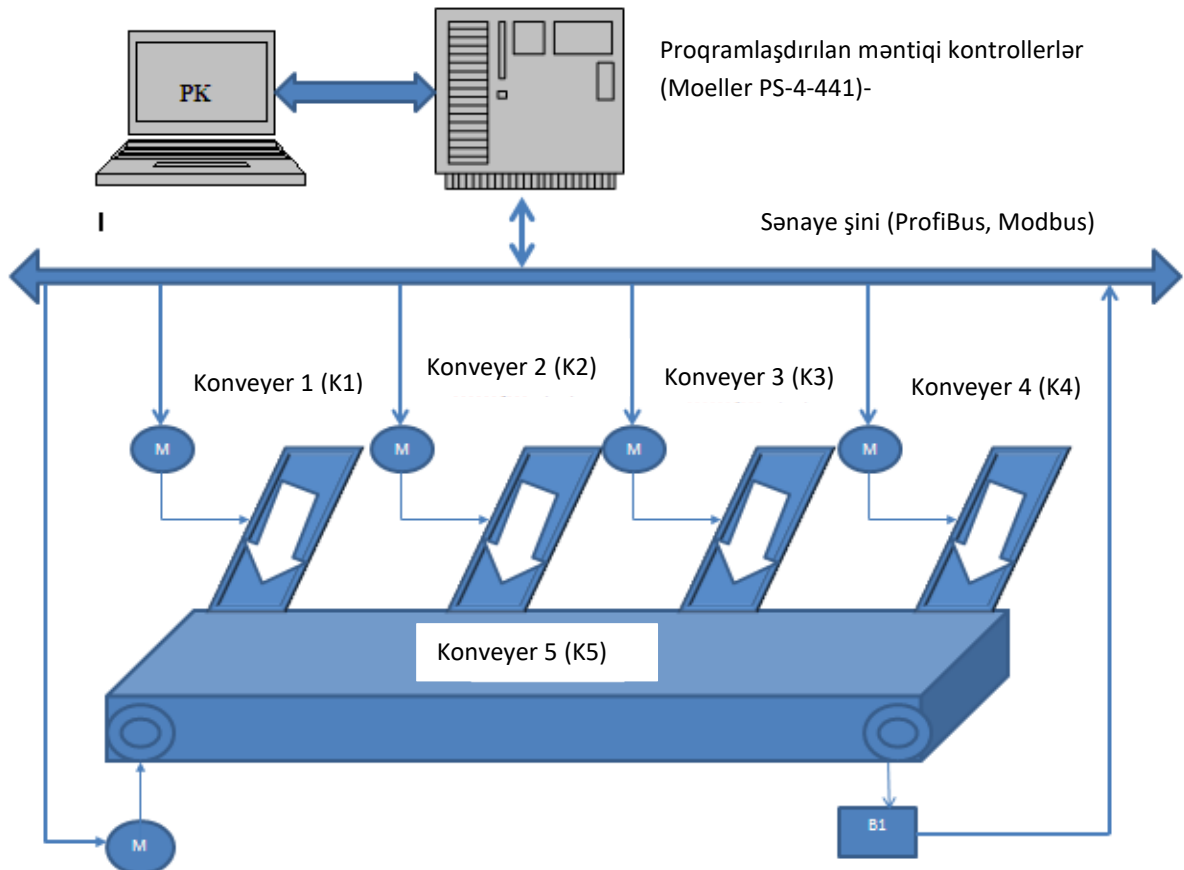 Proqramlaşdırılan məntiqi kontrollerlər
(Moeller PS-4-441)-
PK
I
Sənaye şini (ProfiBus, Modbus)
Konveyer 1 (K1)
Konveyer 2 (K2)
Konveyer 3 (K3)
Konveyer 4 (K4)
M
M
M
M
Konveyer 5 (K5)
M
B1